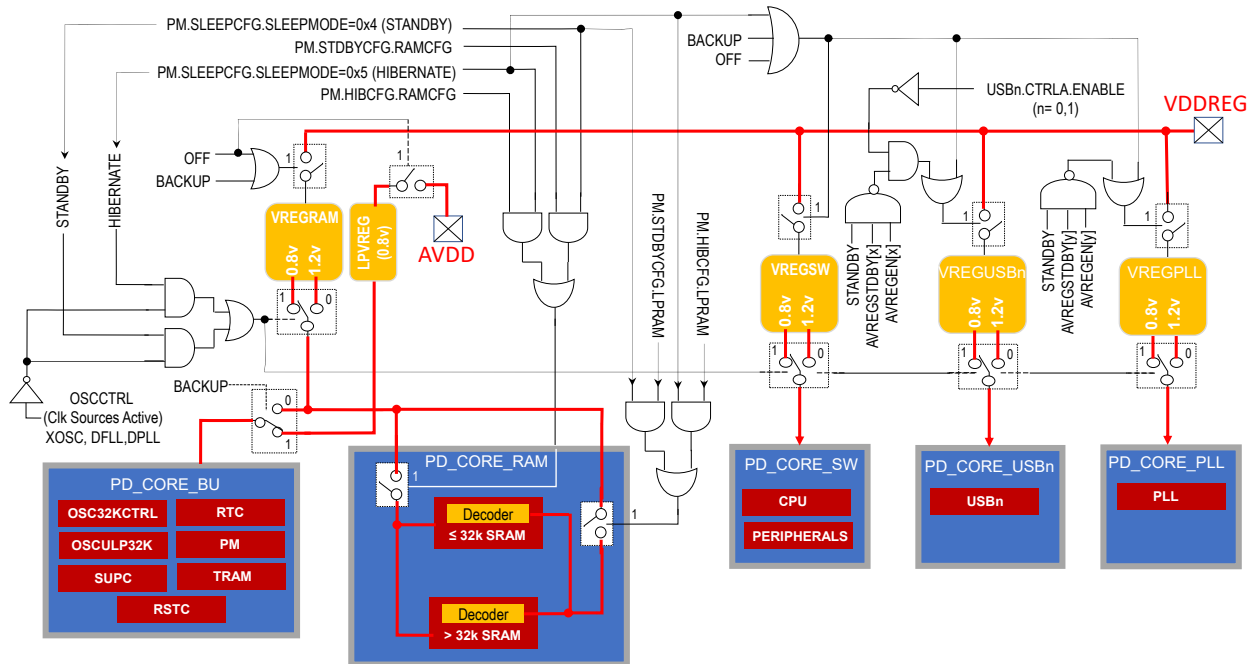 PM.SLEEPCFG.SLEEPMODE=0x4 (STANDBY)
PM.STDBYCFG.RAMCFG
PM.SLEEPCFG.SLEEPMODE=0x5 (HIBERNATE)
PM.HIBCFG.RAMCFG
BACKUP
OFF
USBn.CTRLA.ENABLE
(n= 0,1)
VDDREG
STANDBY
HIBERNATE
OFF
BACKUP
1
1
VREGRAM
0.8v
1.2v
LPVREG
(0.8v)
AVDD
1
0
PM.STDBYCFG.LPRAM
PM.HIBCFG.LPRAM
1
VREGSW
0.8v
1.2v
1
0
STANDBY
AVREGSTDBY[x]
AVREGEN[x]
1
VREGUSBn
0.8v
1.2v
1
0
STANDBY
AVREGSTDBY[y]
AVREGEN[y]
1
VREGPLL
0.8v
1.2v
1
0
OSCCTRL
(Clk Sources Active)
XOSC, DFLL,DPLL
BACKUP
0
1
PD_CORE_BU
OSC32KCTRL
RTC
OSCULP32K
PM
SUPC
TRAM
RSTC
PD_CORE_RAM
1
Decoder
≤ 32k SRAM
1
Decoder
> 32k SRAM
PD_CORE_SW
CPU
PERIPHERALS
PD_CORE_USBn
USBn
PD_CORE_PLL
PLL